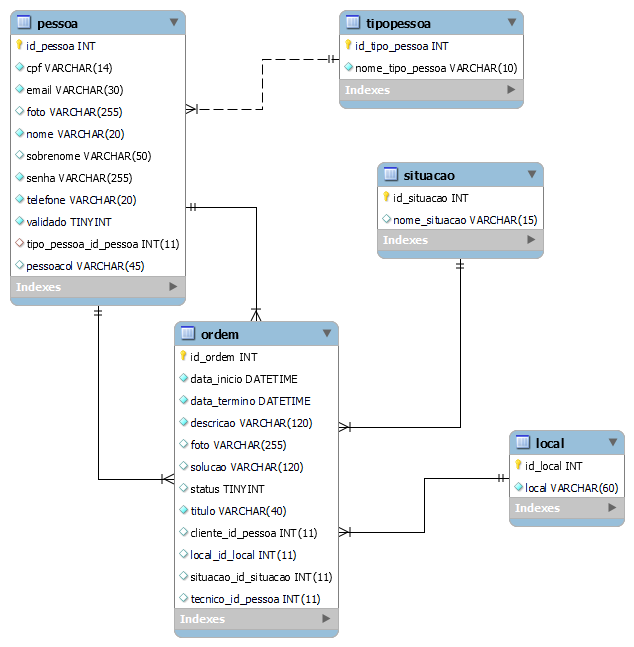 pessoa
id_pessoa INT
cpf VARCHAR(14)
email VARCHAR(30)
foto VARCHAR(255)
nome VARCHAR(20)
sobrenome VARCHAR(50)
senha VARCHAR(255)
telefone VARCHAR(20)
validado TINYINT
tipo_pessoa_id_pessoa INT(11)
pessoacol VARCHAR(45)
Indexes
tipopessoa
id_tipo_pessoa INT
nome_tipo_pessoa VARCHAR(10)
Indexes
situacao
id_situacao INT
nome_situacao VARCHAR(15)
Indexes
ordem
id_ordem INT
data_inicio DATETIME
data_termino DATETIME
descricao VARCHAR(120)
foto VARCHAR(255)
solucao VARCHAR(120)
status TINYINT
titulo VARCHAR(40)
cliente_id_pessoa INT(11)
local_id_local INT(11)
situacao_id_situacao INT(11)
tecnico_id_pessoa INT(11)
Indexes
local
id_local INT
local VARCHAR(60)
Indexes